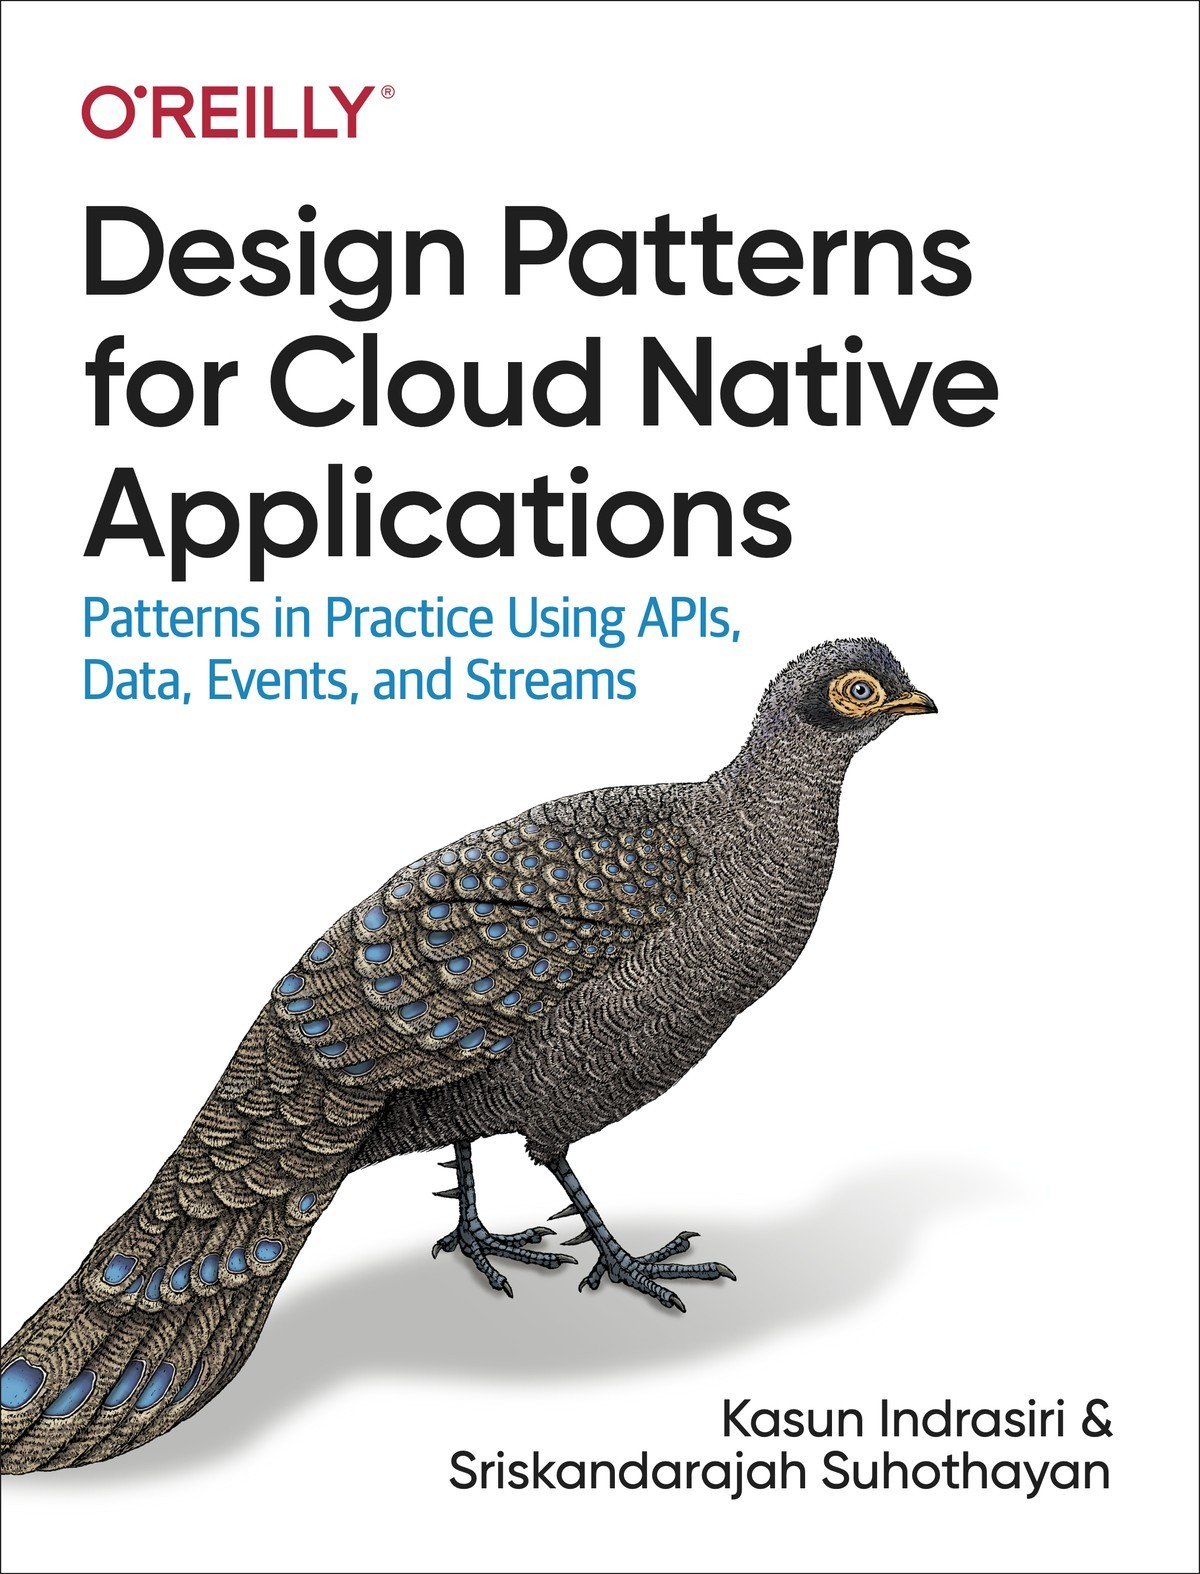 O'REILLY®
Design Patterns
for Cloud Native
Applications
Patterns in Practice Using APIs,
Data, Events, and Streams
Kasun Indrasiri &
Sriskandarajah Suhothayan